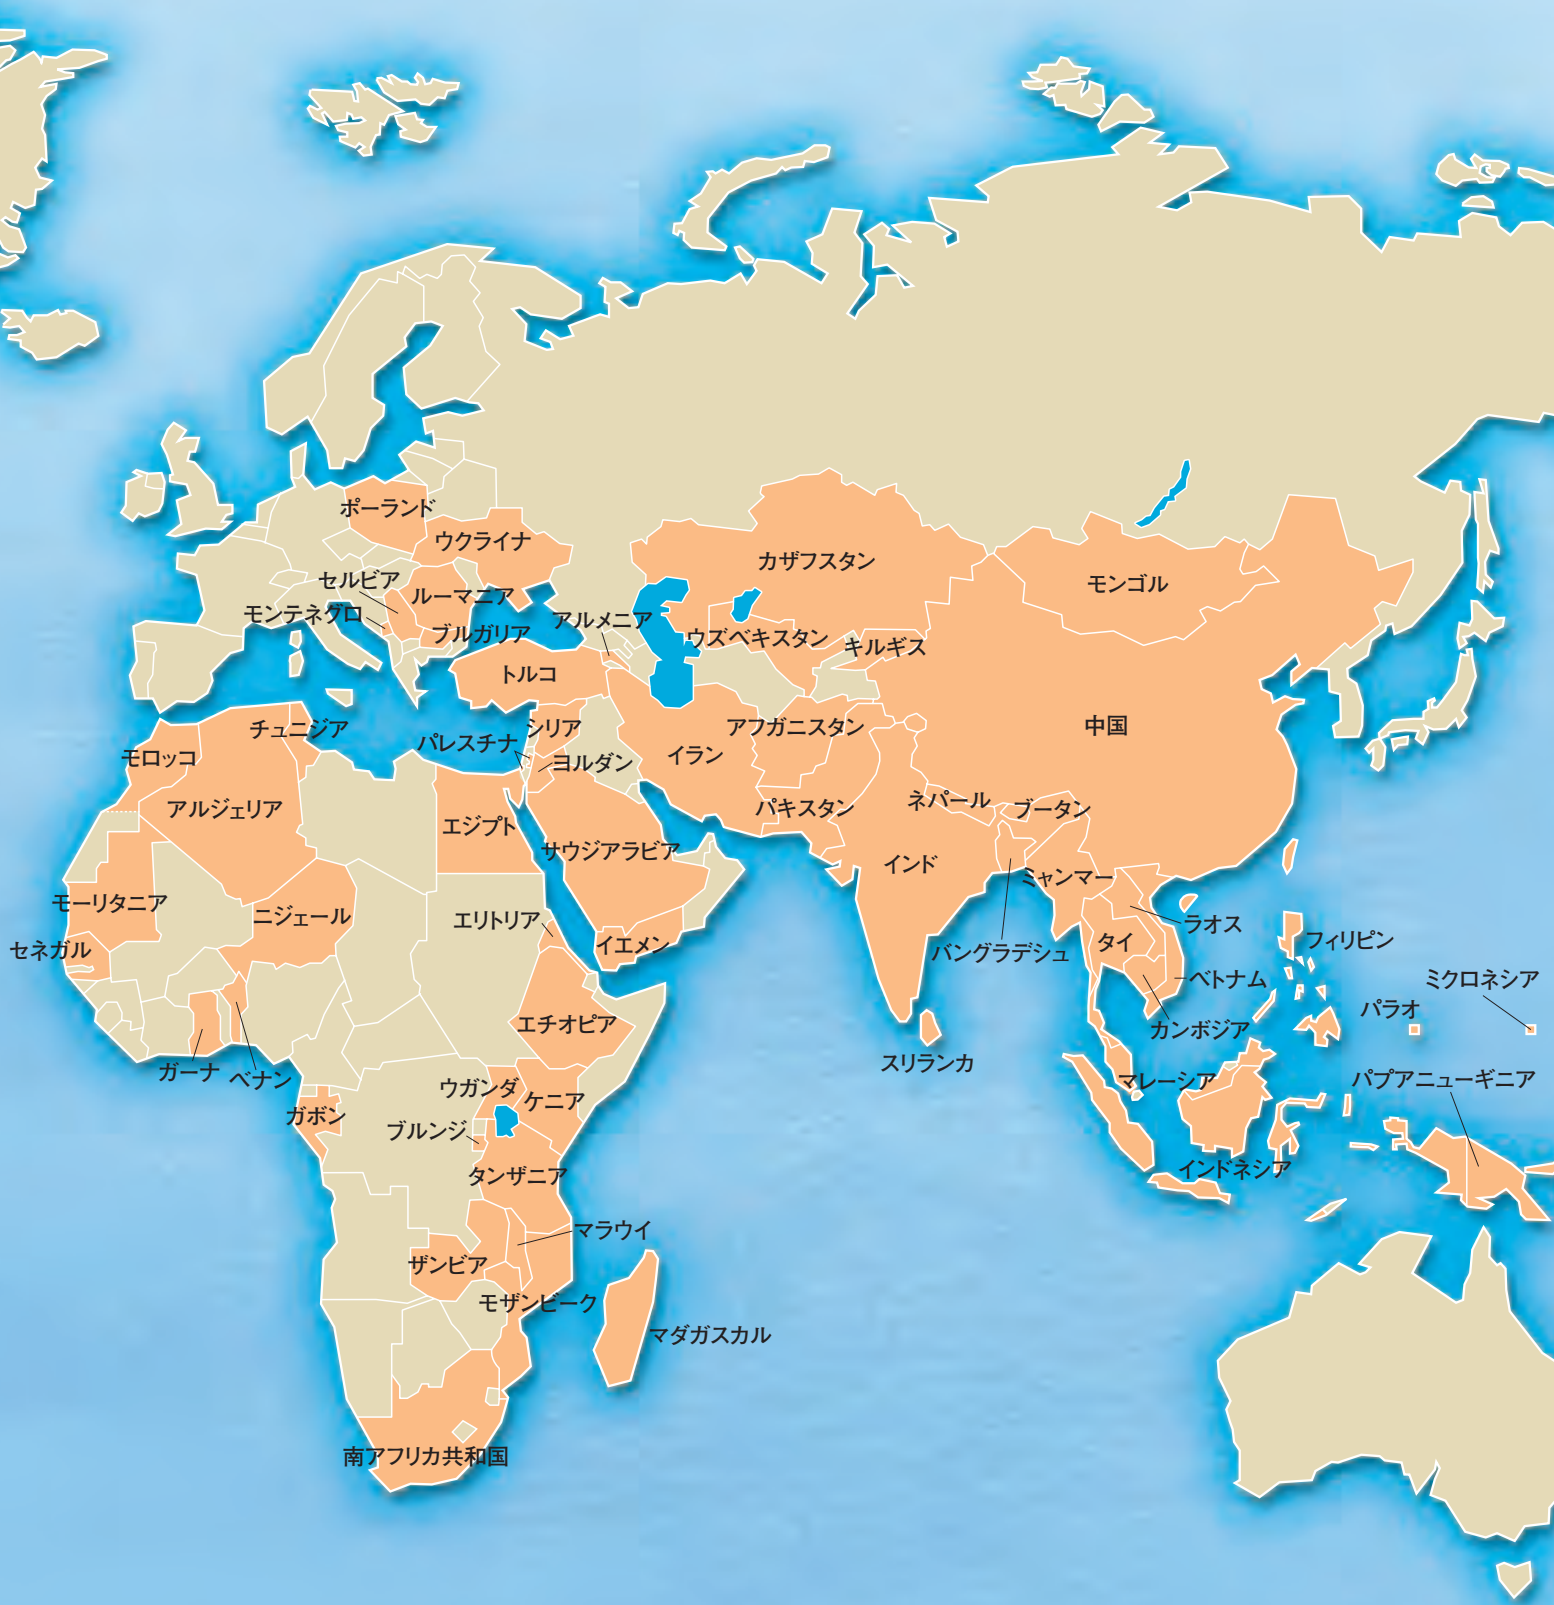 ポーランド
ウクライナ
カザフスタン
セルビア
モンゴル
ルーマニア
モンテネグロ
アルメニア
ブルガリア
ウズベキスタン
キルギス
トルコ
チュニジア
シリア
アフガニスタン
中国
パレスチナ
モロッコ
イラン
ヨルダン
アルジェリア
パキスタン
ネパール
ブータン
エジプト
サウジアラビア
インド
ミャンマー
モーリタニア
ニジェール
エリトリア
ラオス
セネガル
イエメン
バングラデシュ
タイ
フィリピン
ベトナム
ミクロネシア
パラオ
エチオピア
カンボジア
スリランカ
ガーナ
ベナン
ウガンダ
マレーシア
パプアニューギニア
ケニア
ガボン
ブルンジ
タンザニア
インドネシア
マラウイ
ザンビア
モザンビーク
マダガスカル
南アフリカ共和国